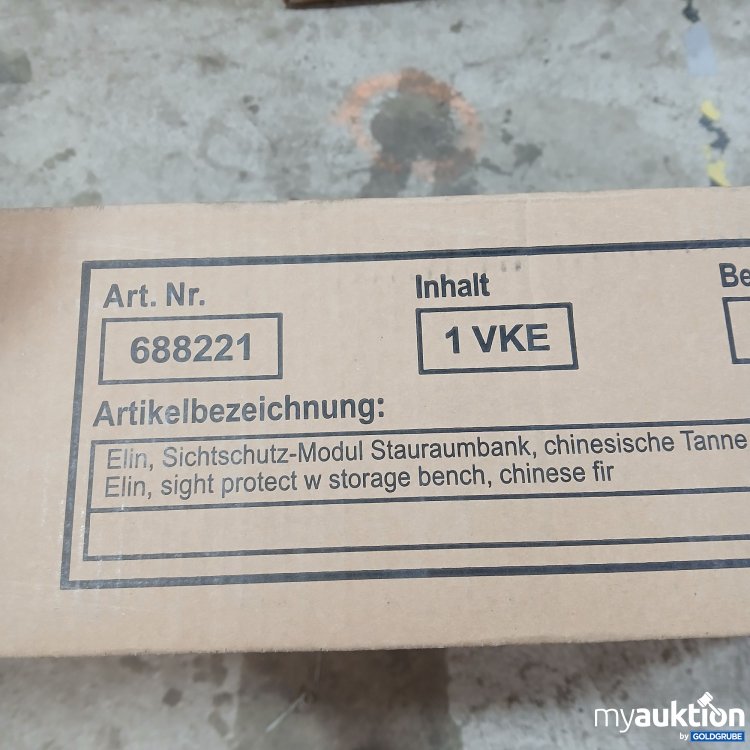 Art. Nr. Inhalt Be
688221 1 VKE
Artikelbezeichnung:
Elin, Sichtschutz-Modul Stauraumbank, chinesische Tanne
Elin, sight protect w storage bench, chinese fir
myauktion
by GOLDGRUBE